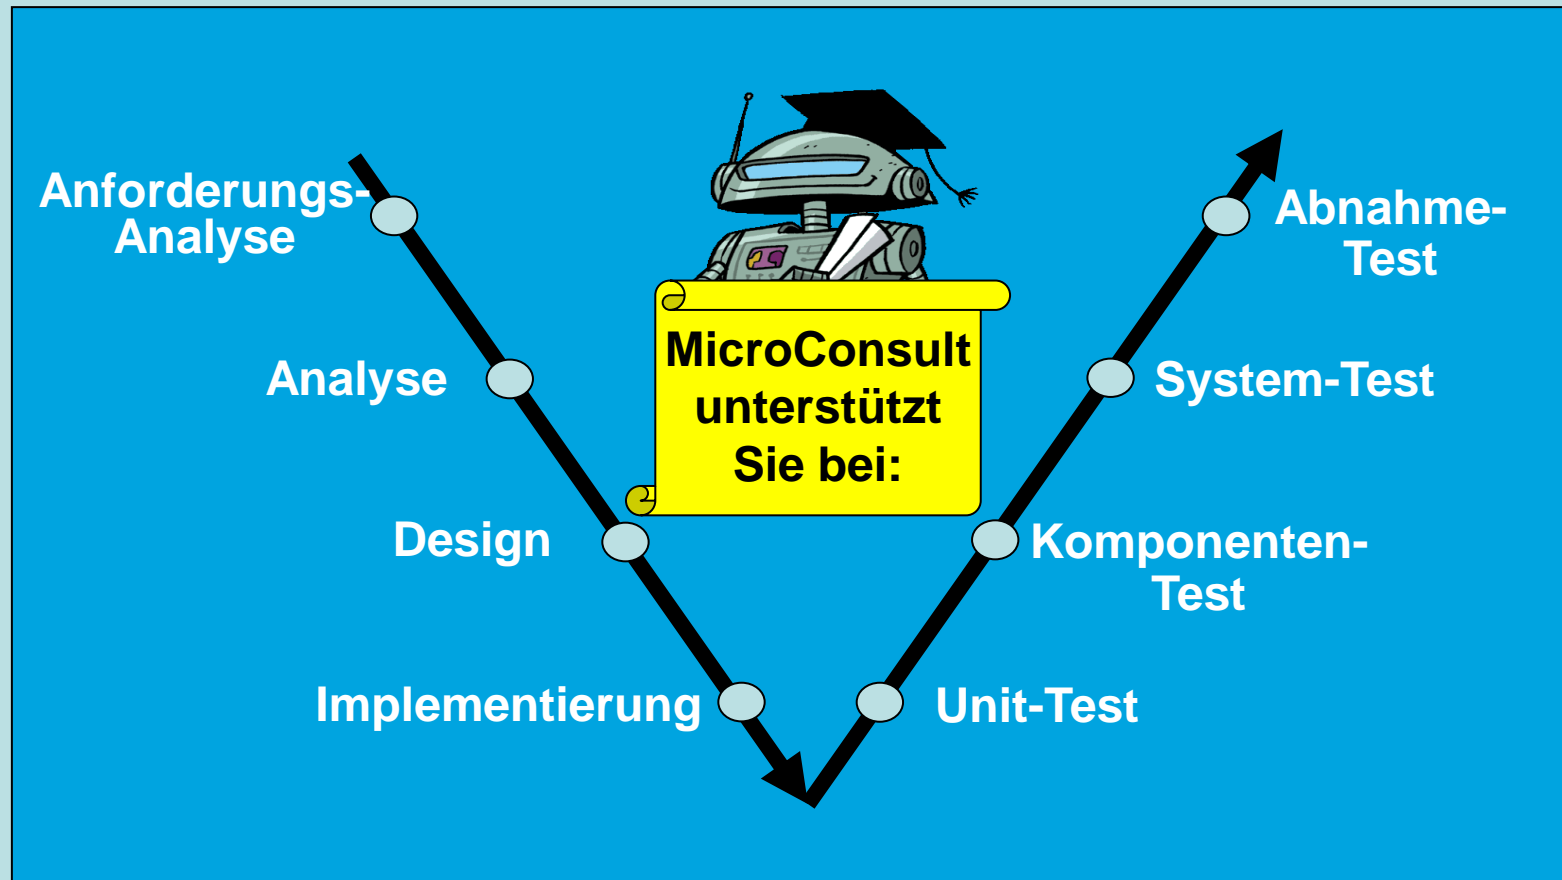 Anforderungs-
Analyse
Analyse
Design
Implementierung
MicroConsult
unterstützt
Sie bei:
Abnahme-
Test
System-Test
Komponenten-
Test
Unit-Test